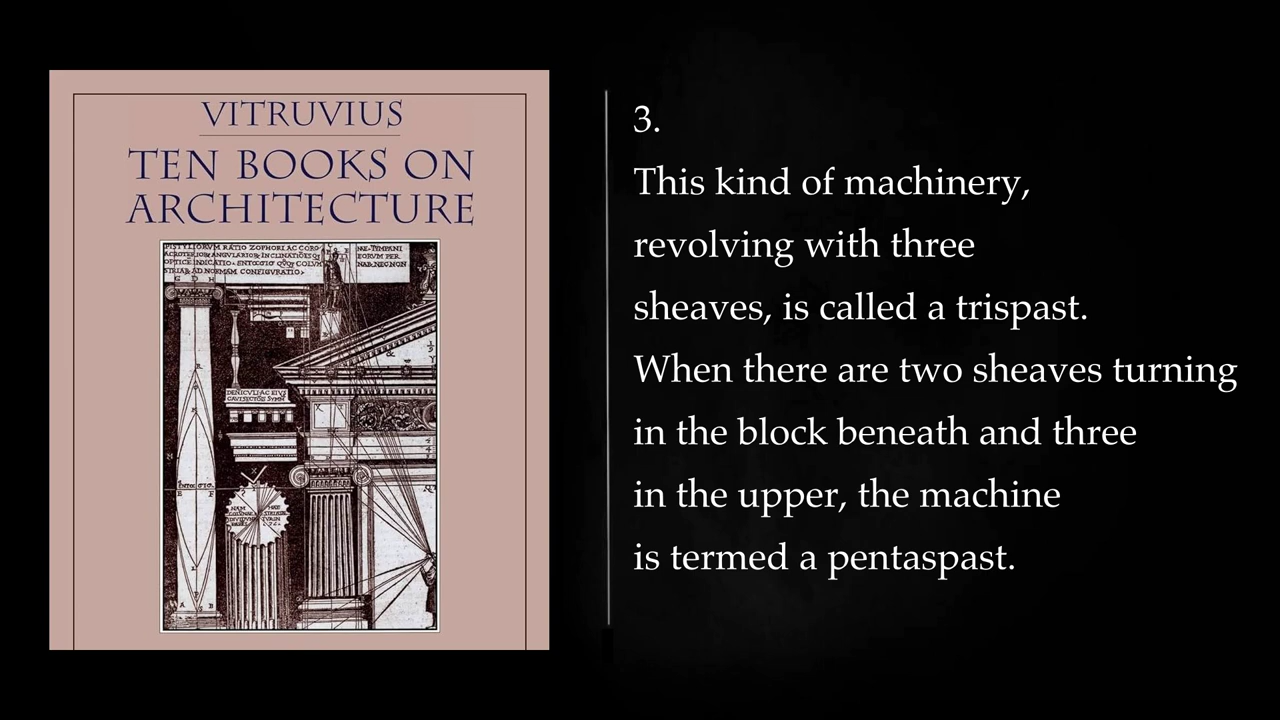 VITRUVIUS
TEN BOOKS ON
ARCHITECTURE
3.
This kind of machinery,
revolving with three
sheaves, is called a trispast.
When there are two sheaves turning
in the block beneath and three
in the upper, the machine
is termed a pentaspast.